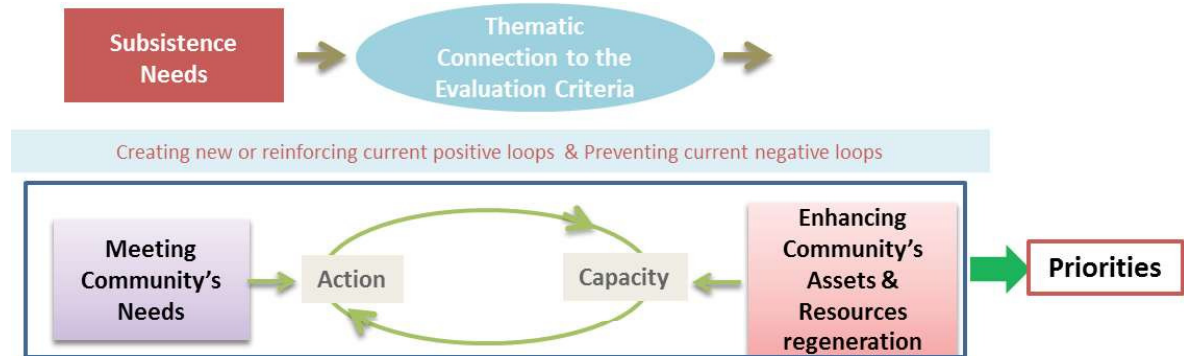 Subsistence
Needs
Thematic
Connection to the
Evaluation Criteria
Creating new or reinforcing current positive loops & Preventing current negative loops
Meeting
Community's
Needs
Action
Capacity
Enhancing
Community's
Assets &
Resources
regeneration
Priorities